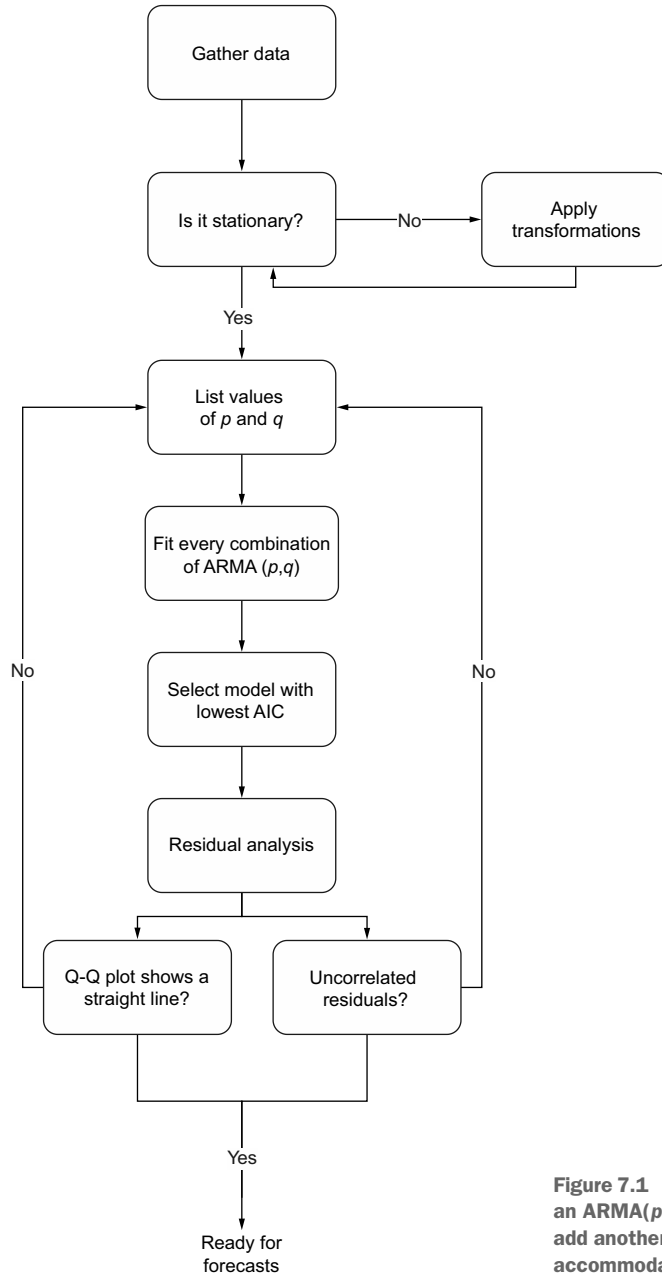 Gather data
Is it stationary?
No
Apply
transformations
Yes
List values
of p and q
Fit every combination
of ARMA (p,q)
No
No
Select model with
lowest AIC
Residual analysis
Q-Q plot shows a
straight line?
Uncorrelated
residuals?
Yes
Ready for
forecasts
Figure 7.1
an ARMA(p
add another
accommoda